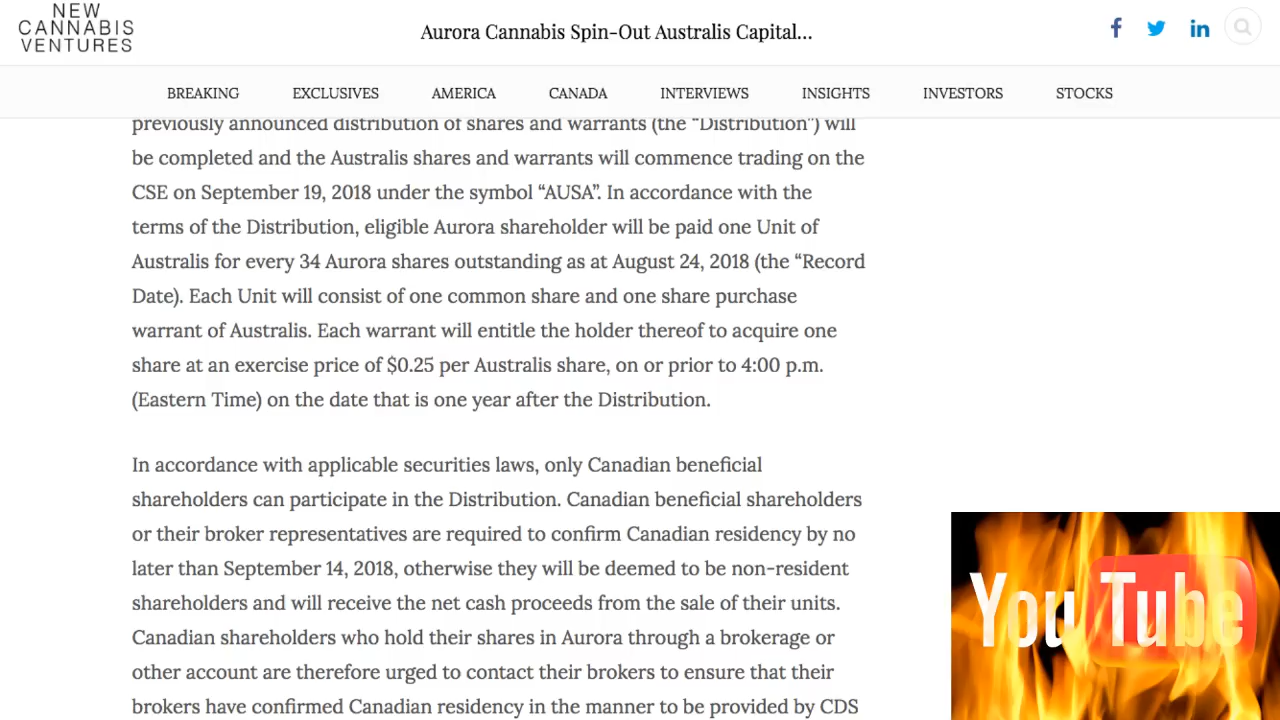 NEW
CANNABIS
VENTURES
Aurora Cannabis Spin-Out Australis Capital...
BREAKING EXCLUSIVES AMERICA CANADA INTERVIEWS INSIGHTS INVESTORS STOCKS
previously announced distribution of shares and warrants (the “Distribution”) will
be completed and the Australis shares and warrants will commence trading on the
CSE on September 19, 2018 under the symbol “AUSA”. In accordance with the
terms of the Distribution, eligible Aurora shareholder will be paid one Unit of
Australis for every 34 Aurora shares outstanding as at August 24, 2018 (the “Record
Date). Each Unit will consist of one common share and one share purchase
warrant of Australis. Each warrant will entitle the holder thereof to acquire one
share at an exercise price of $0.25 per Australis share, on or prior to 4:00 p.m.
(Eastern Time) on the date that is one year after the Distribution.
In accordance with applicable securities laws, only Canadian beneficial
shareholders can participate in the Distribution. Canadian beneficial shareholders
or their broker representatives are required to confirm Canadian residency by no
later than September 14, 2018, otherwise they will be deemed to be non-resident
shareholders and will receive the net cash proceeds from the sale of their units.
Canadian shareholders who hold their shares in Aurora through a brokerage or
other account are therefore urged to contact their brokers to ensure that their
brokers have confirmed Canadian residency in the manner to be provided by CDS
You Tube